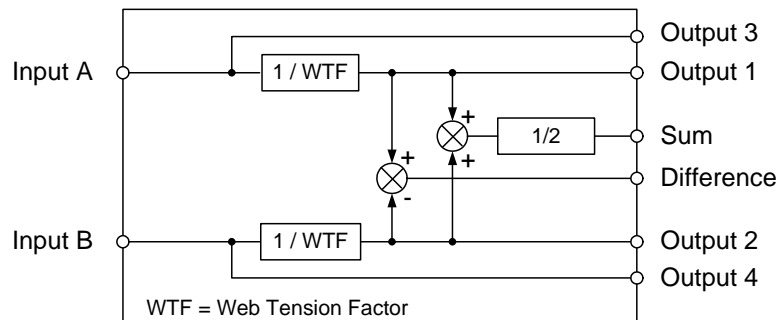 Output 3
Input A
1 / WTF
Output 1
+
1/2
Sum
+
+
Difference
-
Input B
1 / WTF
Output 2
Output 4
WTF = Web Tension Factor